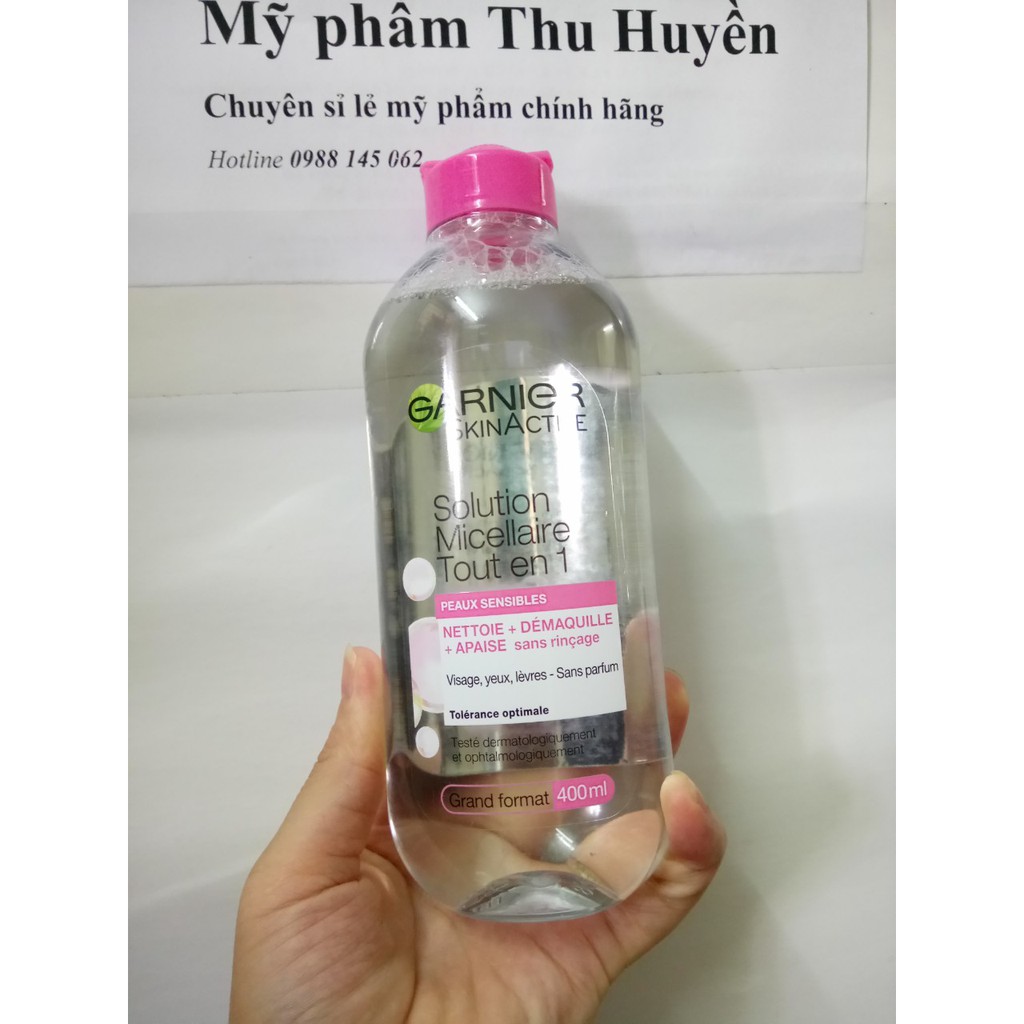 Mỹ phâm Thu Huyền
Chuyên sỉ lẻ mỹ phẩm chính hãng
Hotline 0988 145 062
GARNIER
SKINACTIVE
Solution
Micellaire
Tout en 1
PEAUX SENSIBLES
NETTOIE + DÉMAQUILLE
+ APAISE sans rinçage
Visage, yeux, lèvres - Sans parfum
Tolérance optimale
Testé dermatologiquement
et ophtalmologiquement
Grand format 400ml